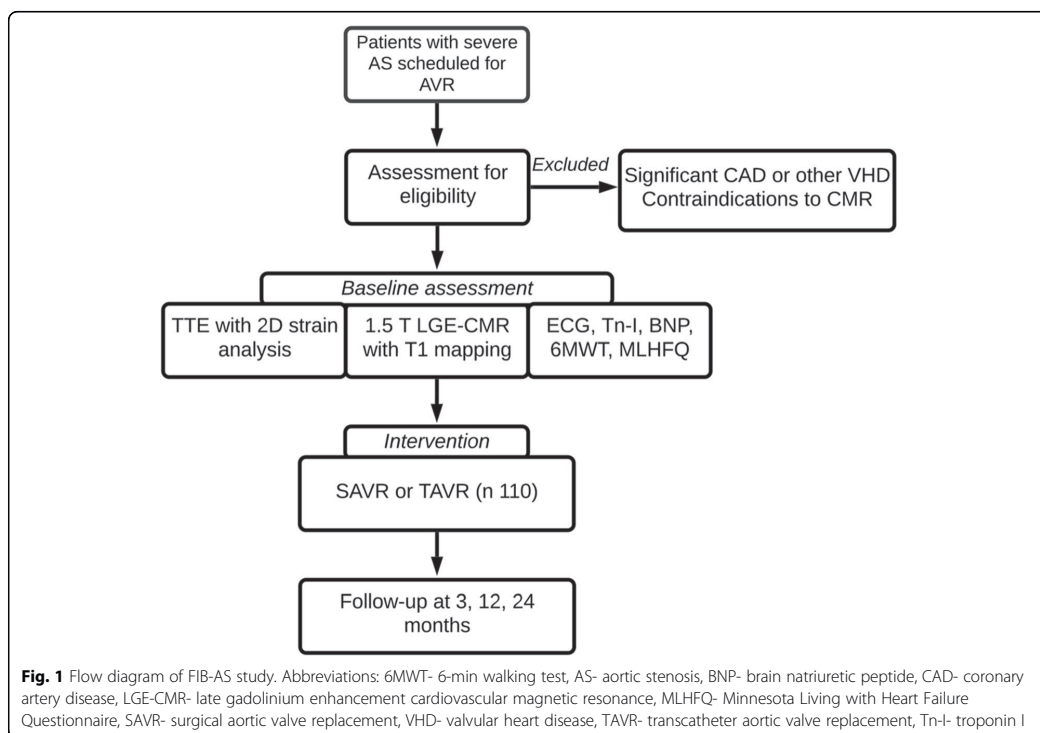 Patients with severe
AS scheduled for
AVR
Assessment for
eligibility
Excluded
Significant CAD or other VHD
Contraindications to CMR
Baseline assessment
TTE with 2D strain
analysis
1.5 T LGE-CMR
with T1 mapping
ECG, Tn-I, BNP,
6MWT, MLHFQ
Intervention
SAVR or TAVR (n 110)
Follow-up at 3, 12, 24
months
Fig. 1 Flow diagram of FIB-AS study. Abbreviations: 6MWT- 6-min walking test, AS- aortic stenosis, BNP- brain natriuretic peptide, CAD- coronary
artery disease, LGE-CMR- late gadolinium enhancement cardiovascular magnetic resonance, MLHFQ- Minnesota Living with Heart Failure
Questionnaire, SAVR- surgical aortic valve replacement, VHD- valvular heart disease, TAVR- transcatheter aortic valve replacement, Tn-I- troponin I